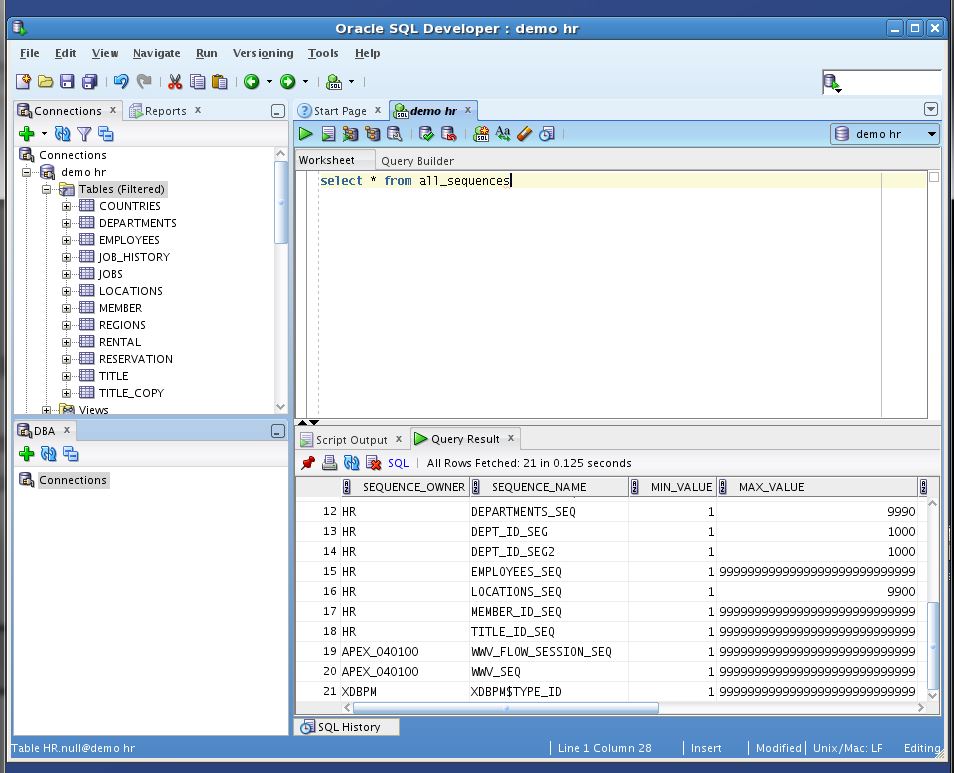 Oracle SQL Developer : demo hr
File Edit View Navigate Run Versioning Tools Help
Connections x Reports x
Start Page x demo hr x
demo hr
Worksheet Query Builder
select * from all_sequences
Connections
demo hr
Tables (Filtered)
COUNTRIES
DEPARTMENTS
EMPLOYEES
JOB_HISTORY
JOBS
LOCATIONS
MEMBER
REGIONS
RENTAL
RESERVATION
TITLE
TITLE_COPY
Views
DBA x
Connections
Script Output x Query Result x
SQL | All Rows Fetched: 21 in 0.125 seconds
SEQUENCE_OWNER SEQUENCE_NAME MIN_VALUE MAX_VALUE
12 HR DEPARTMENTS_SEQ 1 9990
13 HR DEPT_ID_SEG 1 1000
14 HR DEPT_ID_SEG2 1 1000
15 HR EMPLOYEES_SEQ 1 9999999999999999999999999999
16 HR LOCATIONS_SEQ 1 9900
17 HR MEMBER_ID_SEQ 1 9999999999999999999999999999
18 HR TITLE_ID_SEQ 1 9999999999999999999999999999
19 APEX_040100 WWV_FLOW_SESSION_SEQ 1 9999999999999999999999999999
20 APEX_040100 WWV_SEQ 1 9999999999999999999999999999
21 XDBPM XDBPM$TYPE_ID 1 9999999999999999999999999999
SQL History
Table HR.null@demo hr | Line 1 Column 28 | Insert | Modified | Unix/Mac: LF Editing